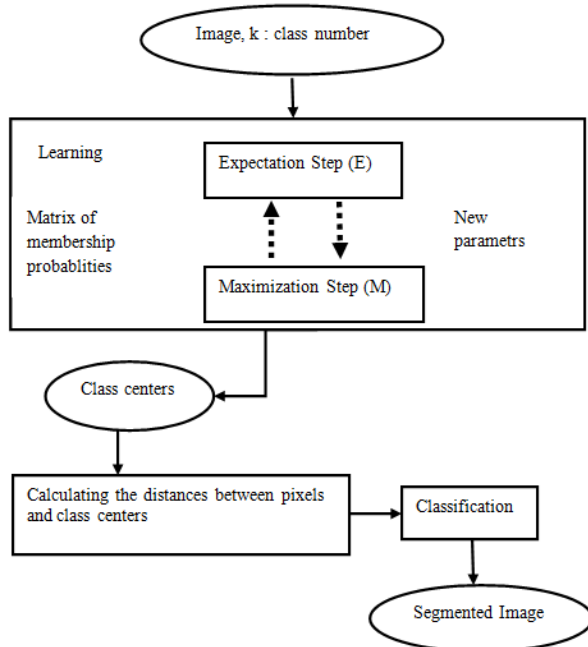 Image, k : class number
Learning
Expectation Step (E)
Matrix of
membership
probablities
New
parametrs
Maximization Step (M)
Class centers
Calculating the distances between pixels
and class centers
Classification
Segmented Image